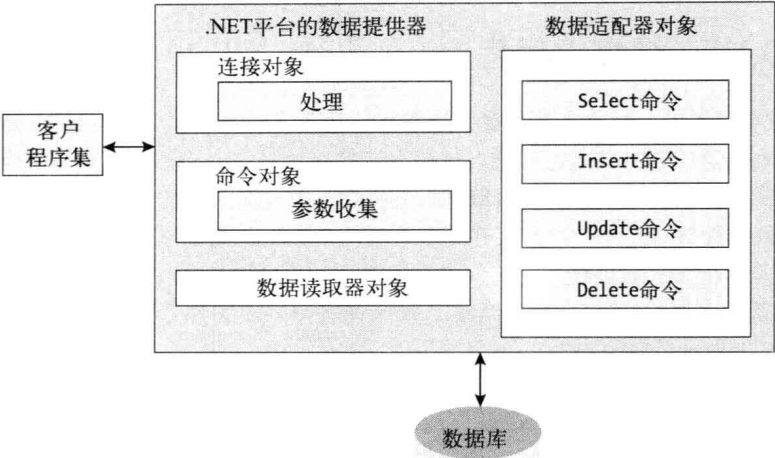 .NET平台的数据提供器
数据适配器对象
连接对象
处理
Select命令
客户
程序集
Insert命令
命令对象
参数收集
Update命令
数据读取器对象
Delete命令
数据库